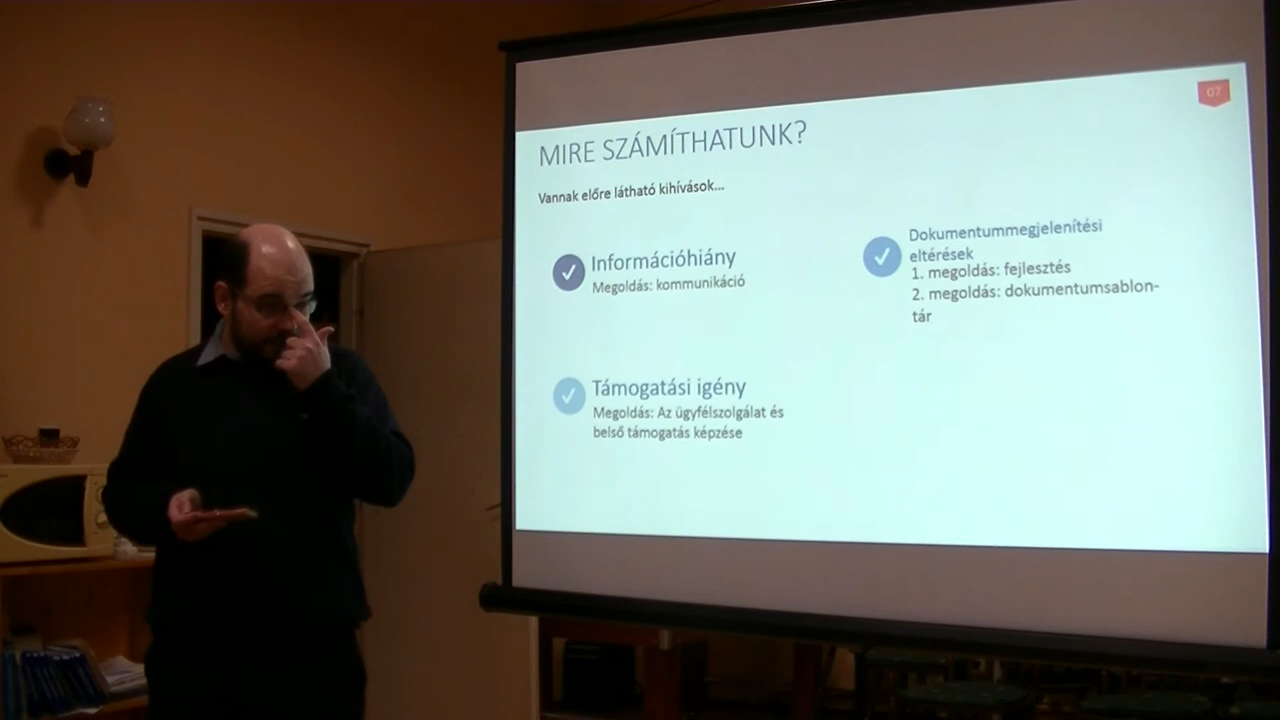 07
MIRE SZÁMÍTHATUNK?
Vannak előre látható kihívások...
Információhiány
Megoldás: kommunikáció
Támogatási igény
Megoldás: Az ügyfélszolgálat és
belső támogatás képzése
Dokumentummegjelenítési
eltérések
1. megoldás: fejlesztés
2. megoldás: dokumentumsablon-
tár